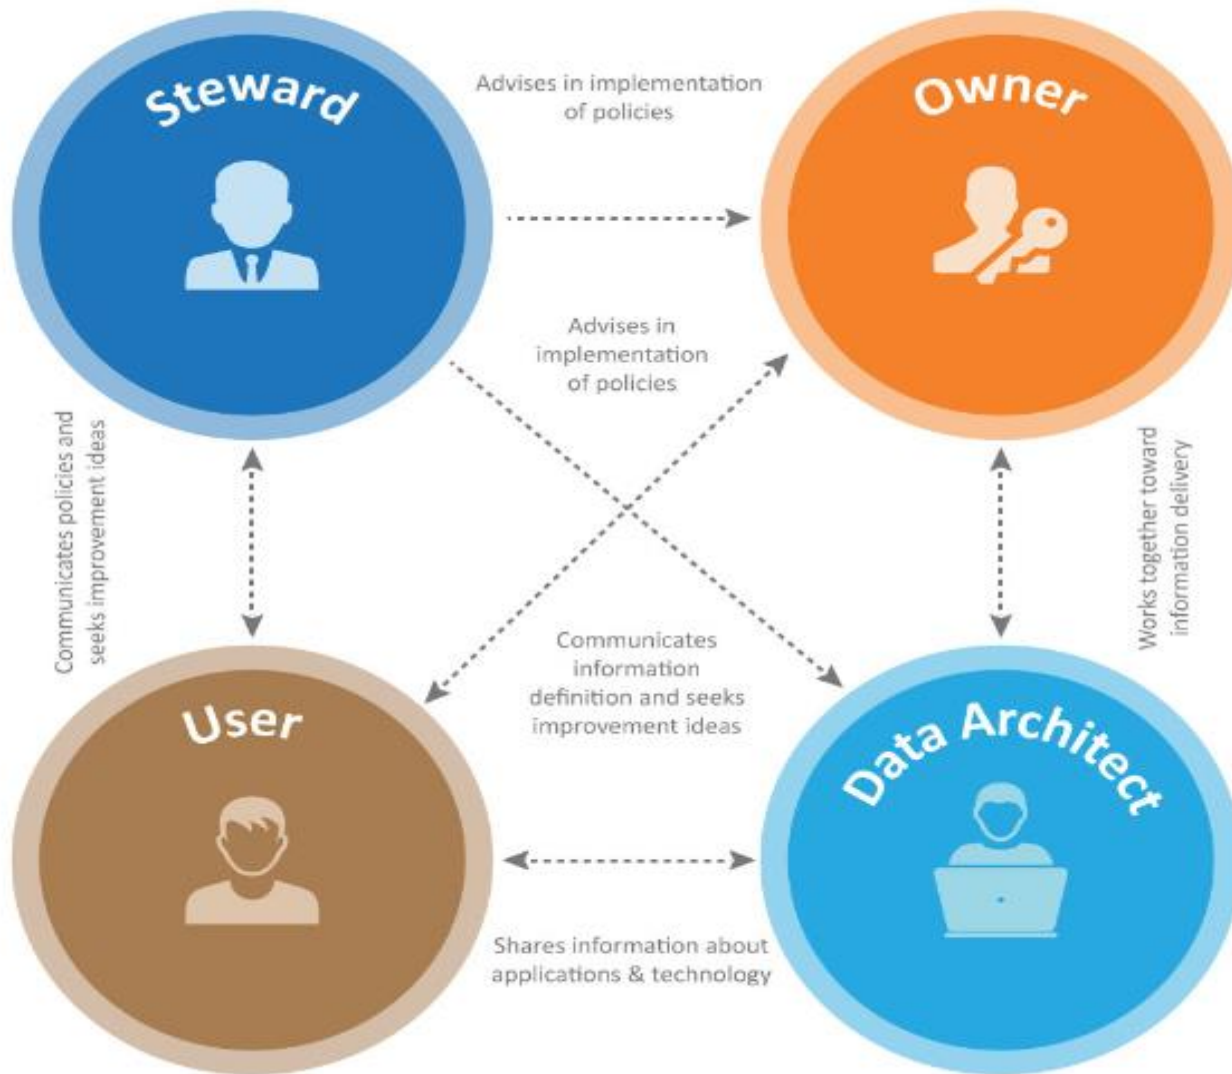 Steward
Advises in implementation
of policies
Owner
Advises in
implementation
of policies
Communicates policies and
seeks improvement ideas
Works together toward
information delivery
Communicates
information
definition and seeks
improvement ideas
User
Data Architect
Shares information about
applications & technology